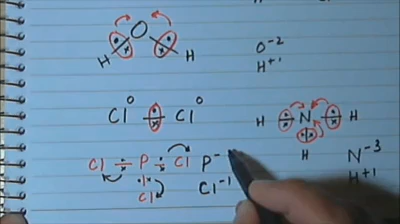 O
H H
O-2
H+1
Cl0 Cl0
H N H
H
Cl P Cl
Cl
P-
Cl-1
N-3
H+1